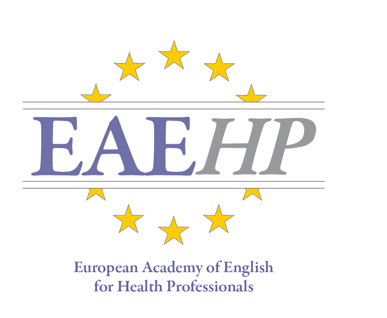 EAEHP
European Academy of English
for Health Professionals